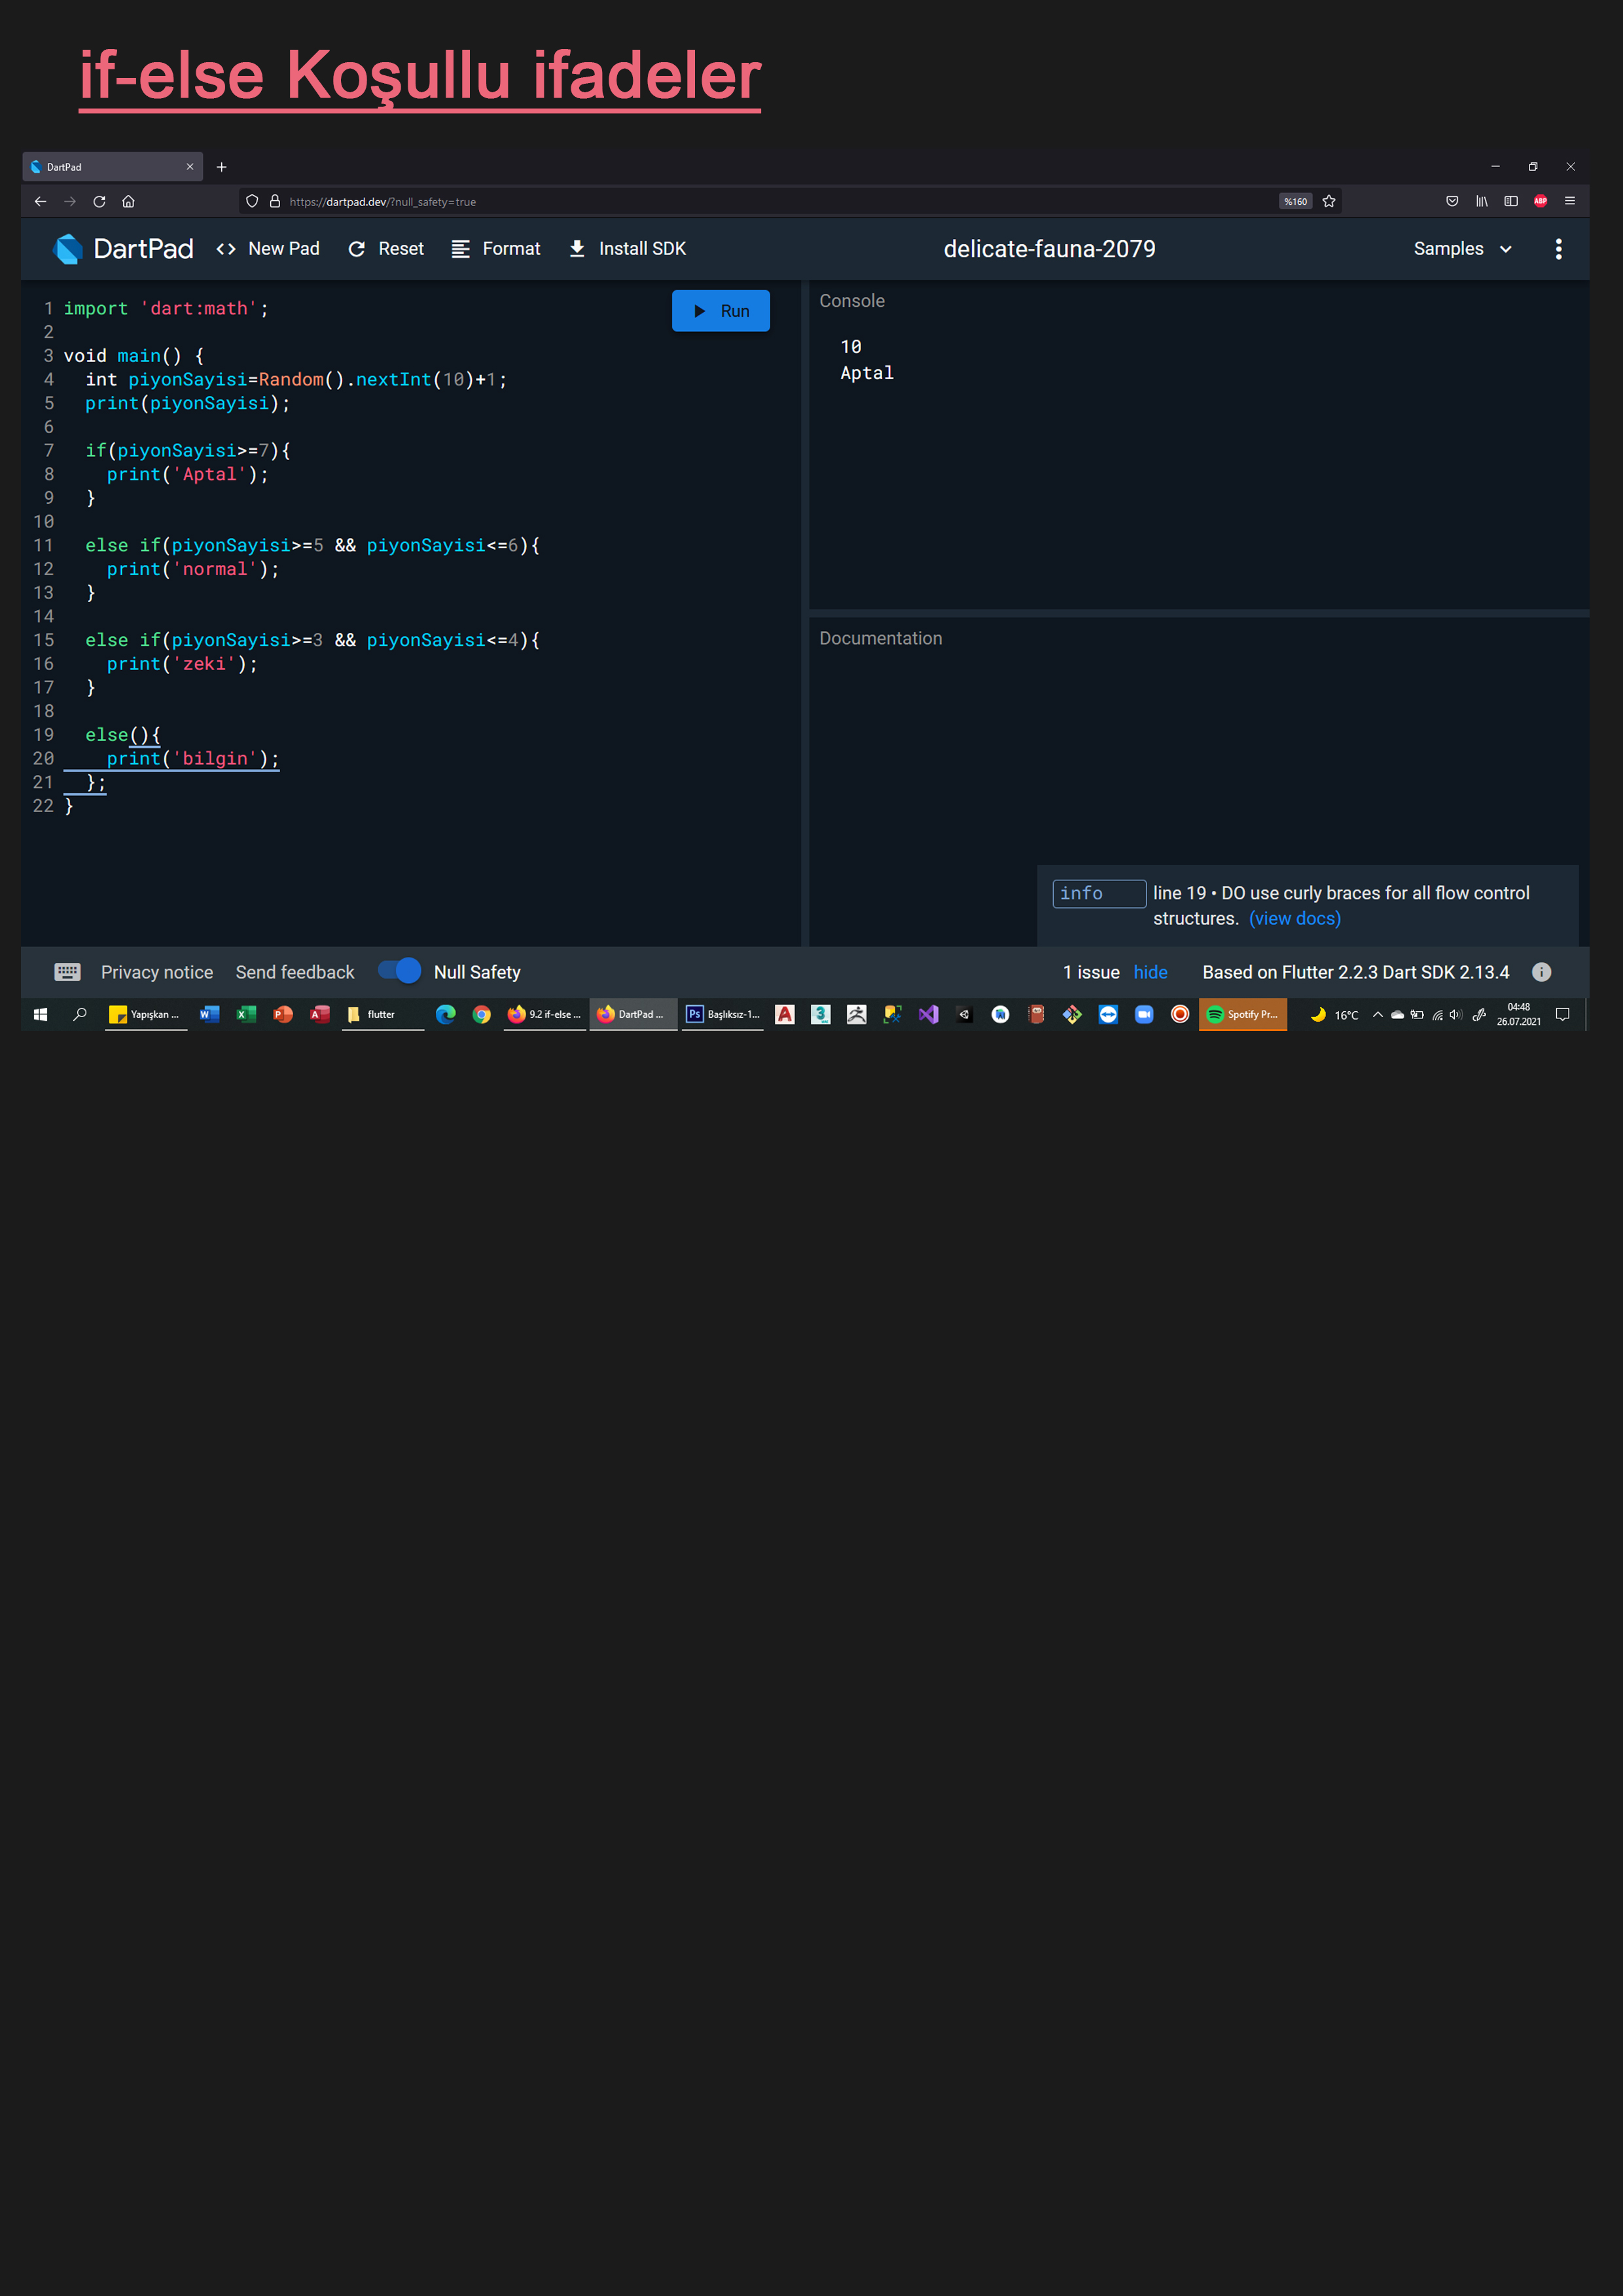 if-else Koşullu ifadeler
DartPad
https://dartpad.dev/?null_safety=true
%160
ABP
DartPad
New Pad
Reset
Format
Install SDK
delicate-fauna-2079
Samples
Run
1 import 'dart:math';
2
3 void main() {
4 int piyonSayisi=Random().nextInt(10)+1;
5 print(piyonSayisi);
6
7 if(piyonSayisi>=7){
8 print('Aptal');
9 }
10
11 else if(piyonSayisi>=5 && piyonSayisi<=6){
12 print('normal');
13 }
14
15 else if(piyonSayisi>=3 && piyonSayisi<=4){
16 print('zeki');
17 }
18
19 else(){
20 print('bilgin');
21 };
22 }
Console
10
Aptal
Documentation
info
line 19 • DO use curly braces for all flow control
structures. (view docs)
Privacy notice
Send feedback
Null Safety
1 issue
hide
Based on Flutter 2.2.3 Dart SDK 2.13.4
Yapışkan ...
flutter
9.2 if-else ...
DartPad ...
Ps
Başlıksız-1...
Spotify Pr...
16°C
04:48
26.07.2021